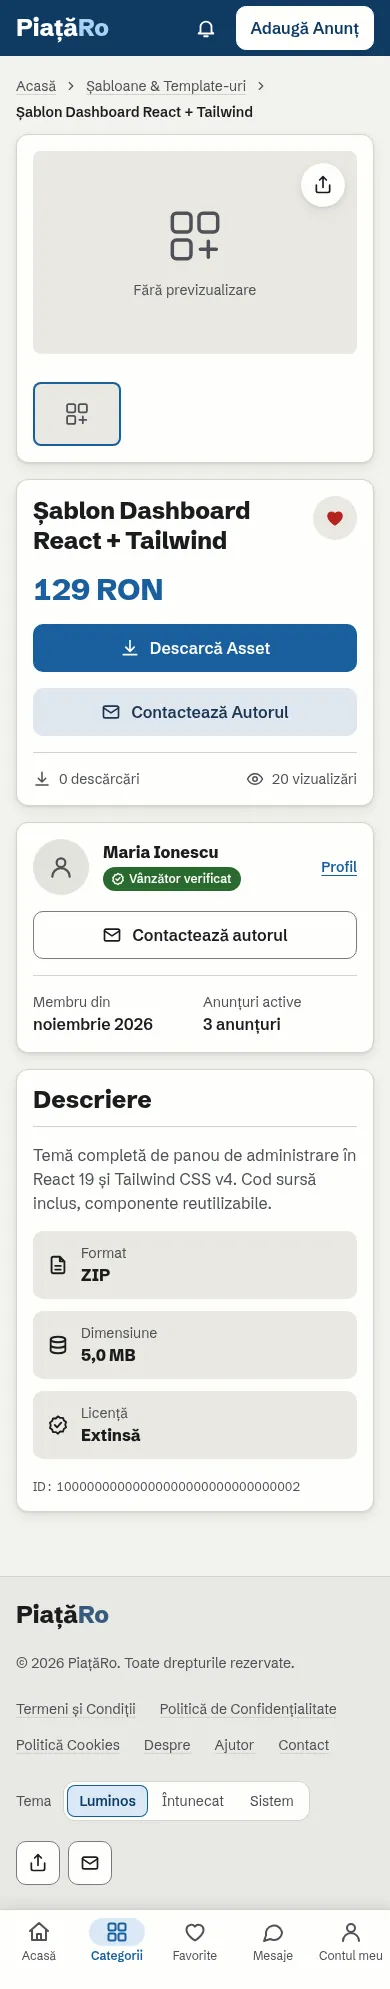 PiațăRo
Adaugă Anunț
Acasă > Șabloane & Template-uri >
Șablon Dashboard React + Tailwind
Fără previzualizare
Șablon Dashboard
React + Tailwind
129 RON
Descarcă Asset
Contactează Autorul
0 descărcări
20 vizualizări
Maria Ionescu
Vânzător verificat
Profil
Contactează autorul
Membru din
noiembrie 2026
Anunțuri active
3 anunțuri
Descriere
Temă completă de panou de administrare în
React 19 și Tailwind CSS v4. Cod sursă
inclus, componente reutilizabile.
Format
ZIP
Dimensiune
5,0 MB
Licență
Extinsă
ID: 10000000000000000000000000000002
PiațăRo
© 2026 PiațăRo. Toate drepturile rezervate.
Termeni și Condiții Politică de Confidențialitate
Politică Cookies Despre Ajutor Contact
Tema Luminos Întunecat Sistem
Acasă Categorii Favorite Mesaje Contul meu